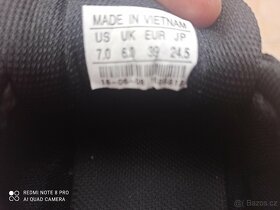 MADE IN VIETNAM
US UK EUR JP
7.0 6.0 39 24.5
REDMI NOTE 8 PRO
AI QUAD CAMERA
Bazoš.cz